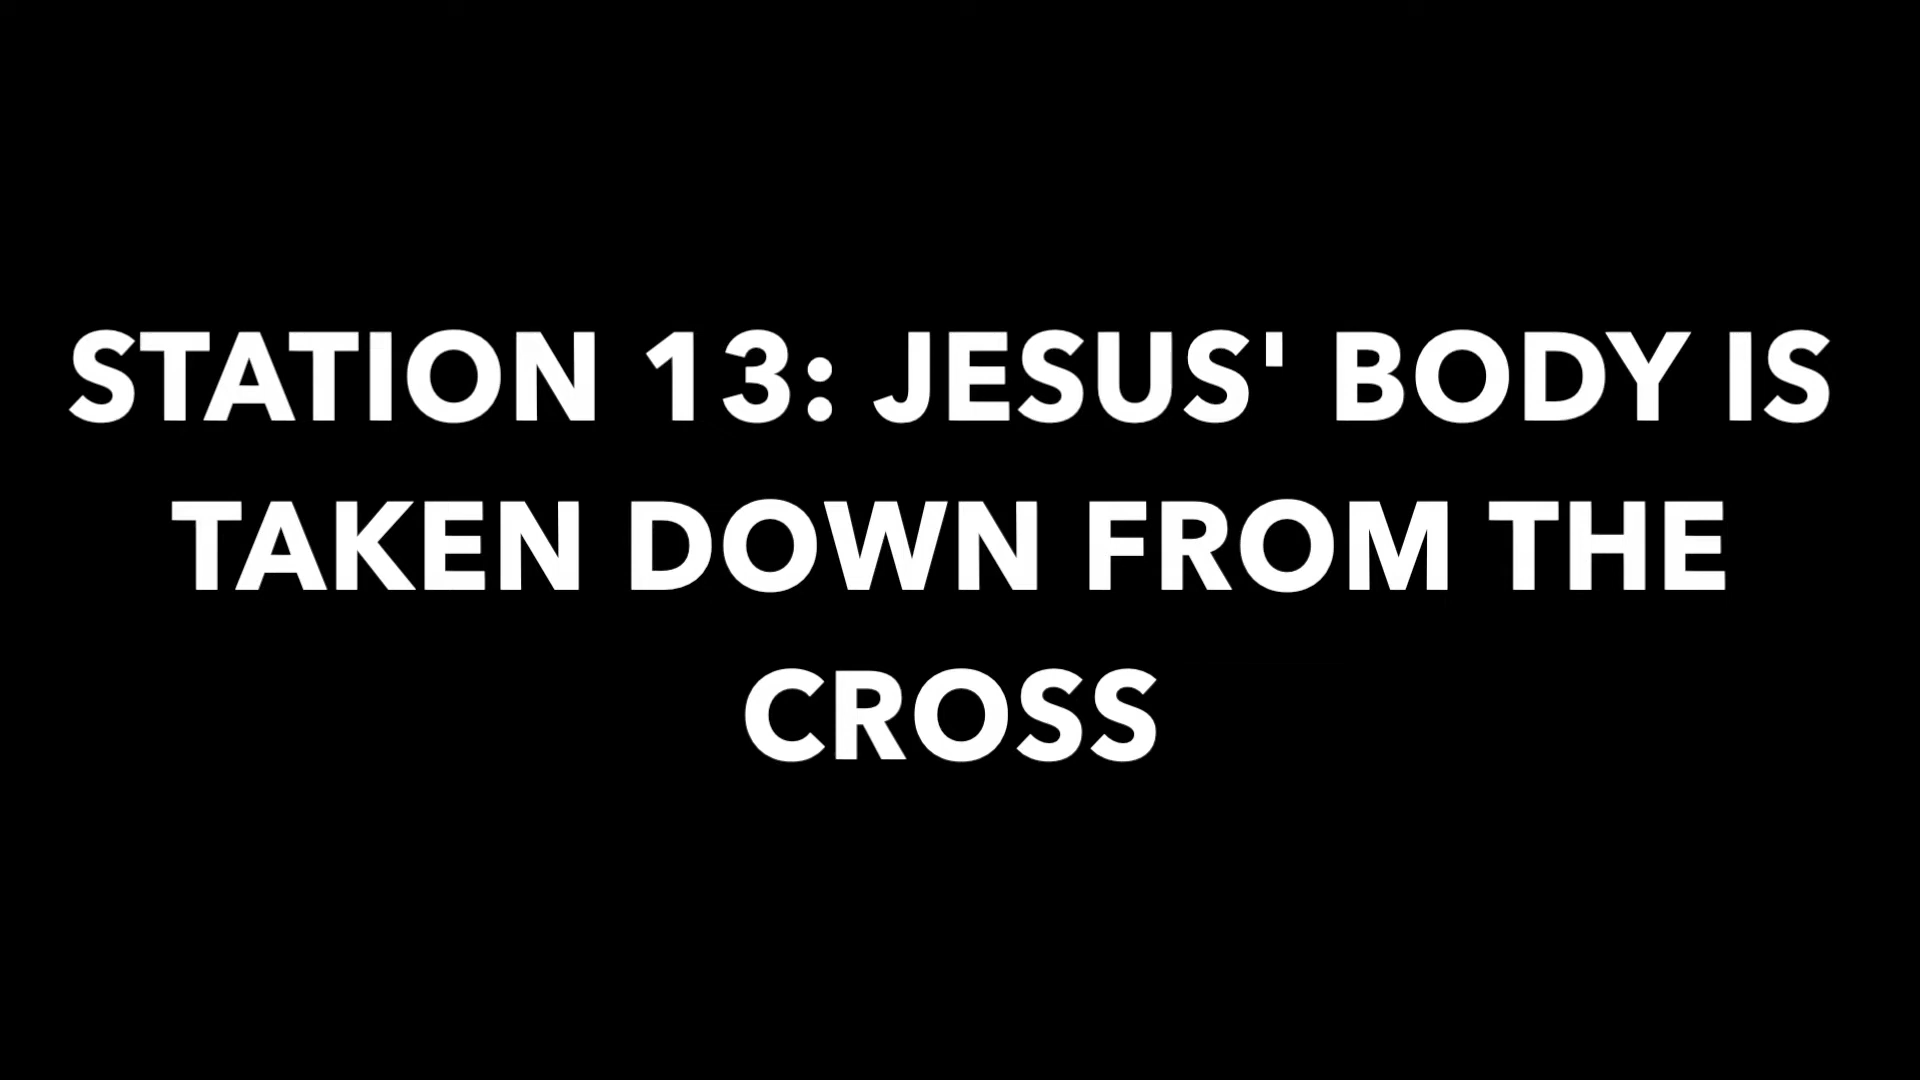 STATION 13: JESUS' BODY IS
TAKEN DOWN FROM THE
CROSS